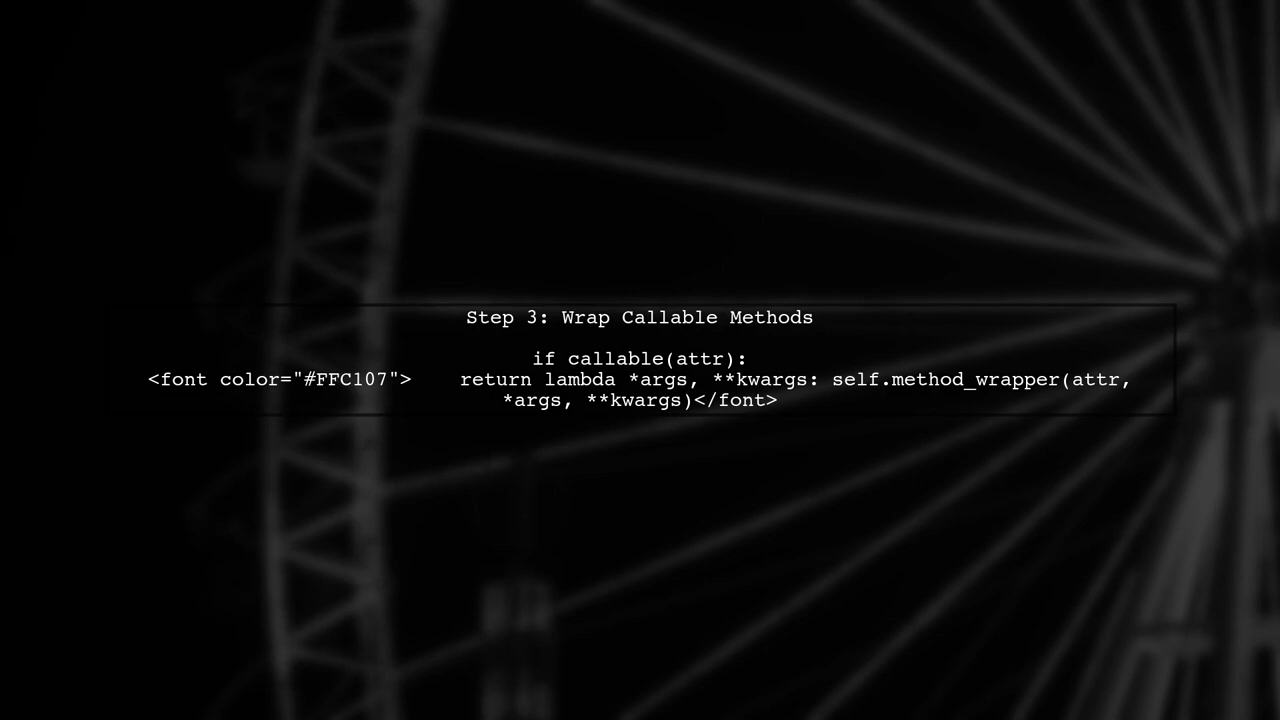 Step 3: Wrap Callable Methods
if callable(attr):
<font color="#FFC107">    return lambda *args, **kwargs: self.method_wrapper(attr,
*args, **kwargs)</font>